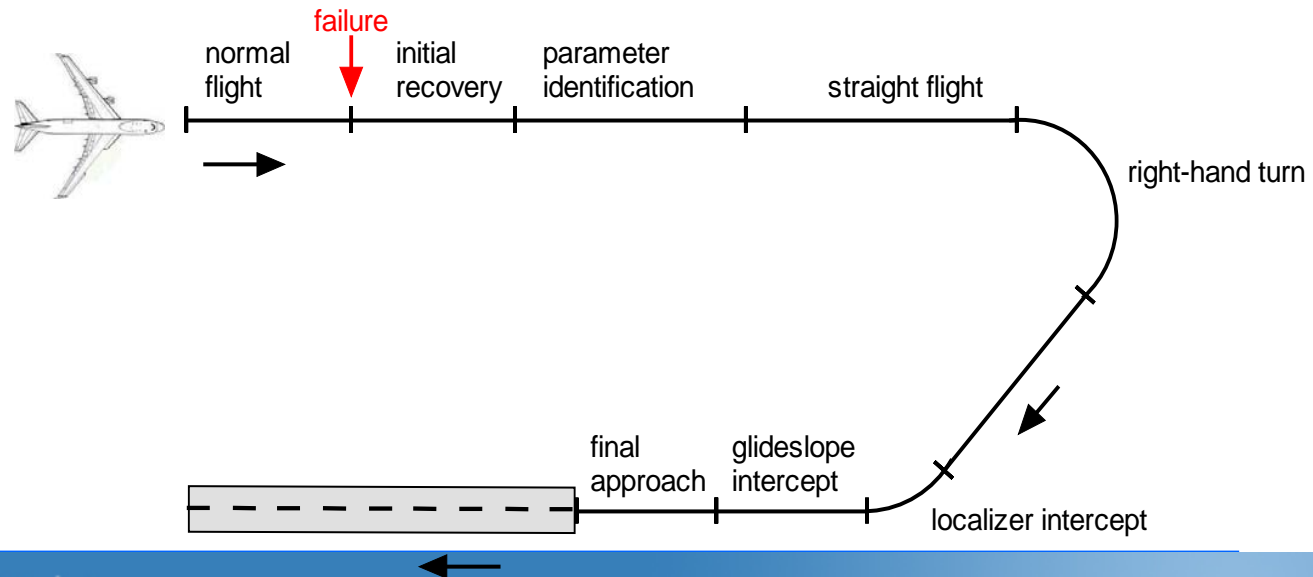 failure
normal
flight
initial
recovery
parameter
identification
straight flight
right-hand turn
final
approach
glideslope
intercept
localizer intercept